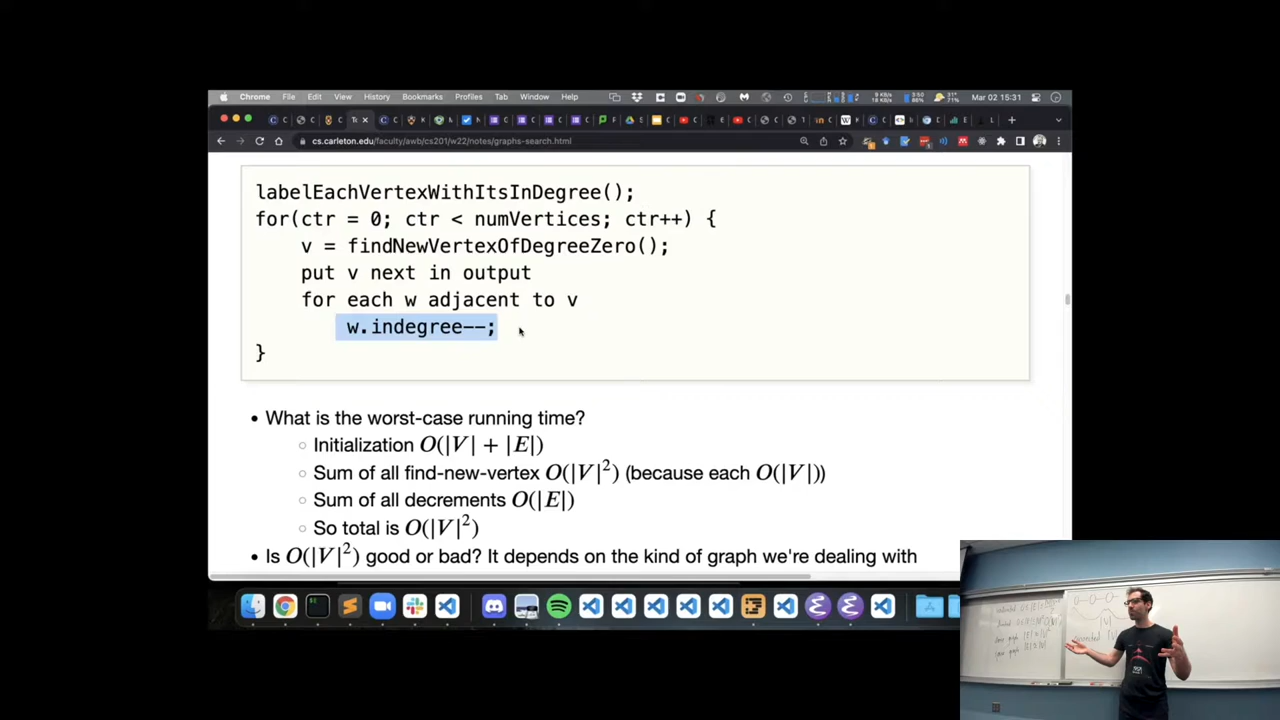 Chrome File Edit View History Bookmarks Profiles Tab Window Help Mar 02 15:31
cs.carleton.edu/faculty/awb/cs201/w22/notes/graphs-search.html
labelEachVertexWithItsInDegree();
for(ctr = 0; ctr < numVertices; ctr++) {
v = findNewVertexOfDegreeZero();
put v next in output
for each w adjacent to v
w.indegree--;
}
• What is the worst-case running time?
○ Initialization O(|V| + |E|)
○ Sum of all find-new-vertex O(|V|²) (because each O(|V|))
○ Sum of all decrements O(|E|)
○ So total is O(|V|²)
• Is O(|V|²) good or bad? It depends on the kind of graph we're dealing with